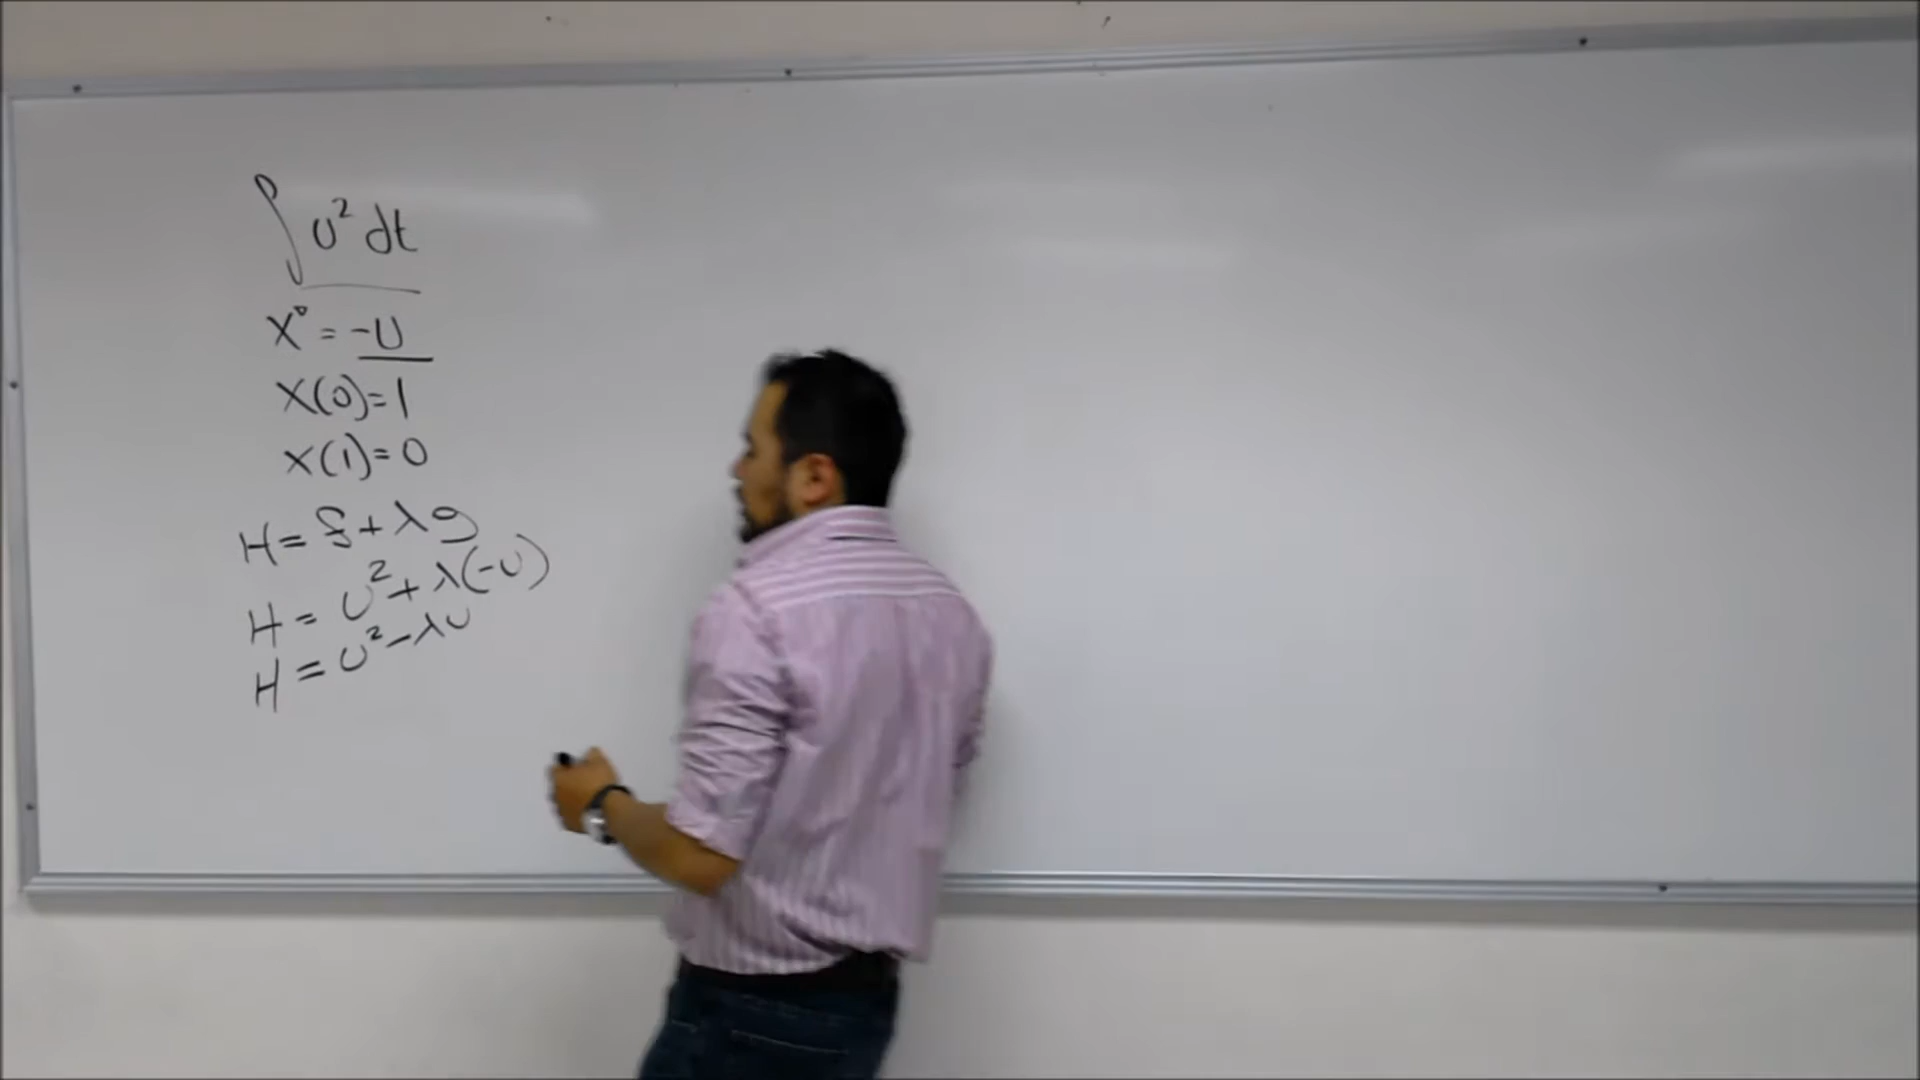 ∫ U² dt
X° = -U
X(0)=1
X(1)=0
H= f+λg
H = U²+λ(-U)
H = U²-λU